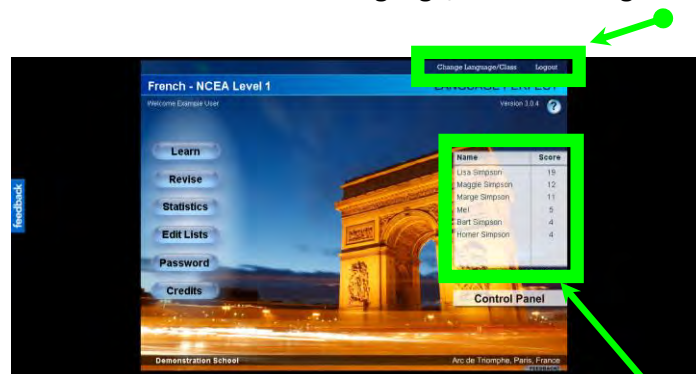 Change Language/Class Logout
French - NCEA Level 1
Welcome Example User
Version 3.0.4 ?
Learn
Revise
Statistics
Edit Lists
Password
Credits
Name Score
Lisa Simpson 19
Maggie Simpson 12
Marge Simpson 11
Mel 5
Bart Simpson 4
Homer Simpson 4
Control Panel
feedback
Demonstration School
Arc de Triomphe, Paris, France
FEEDBACK